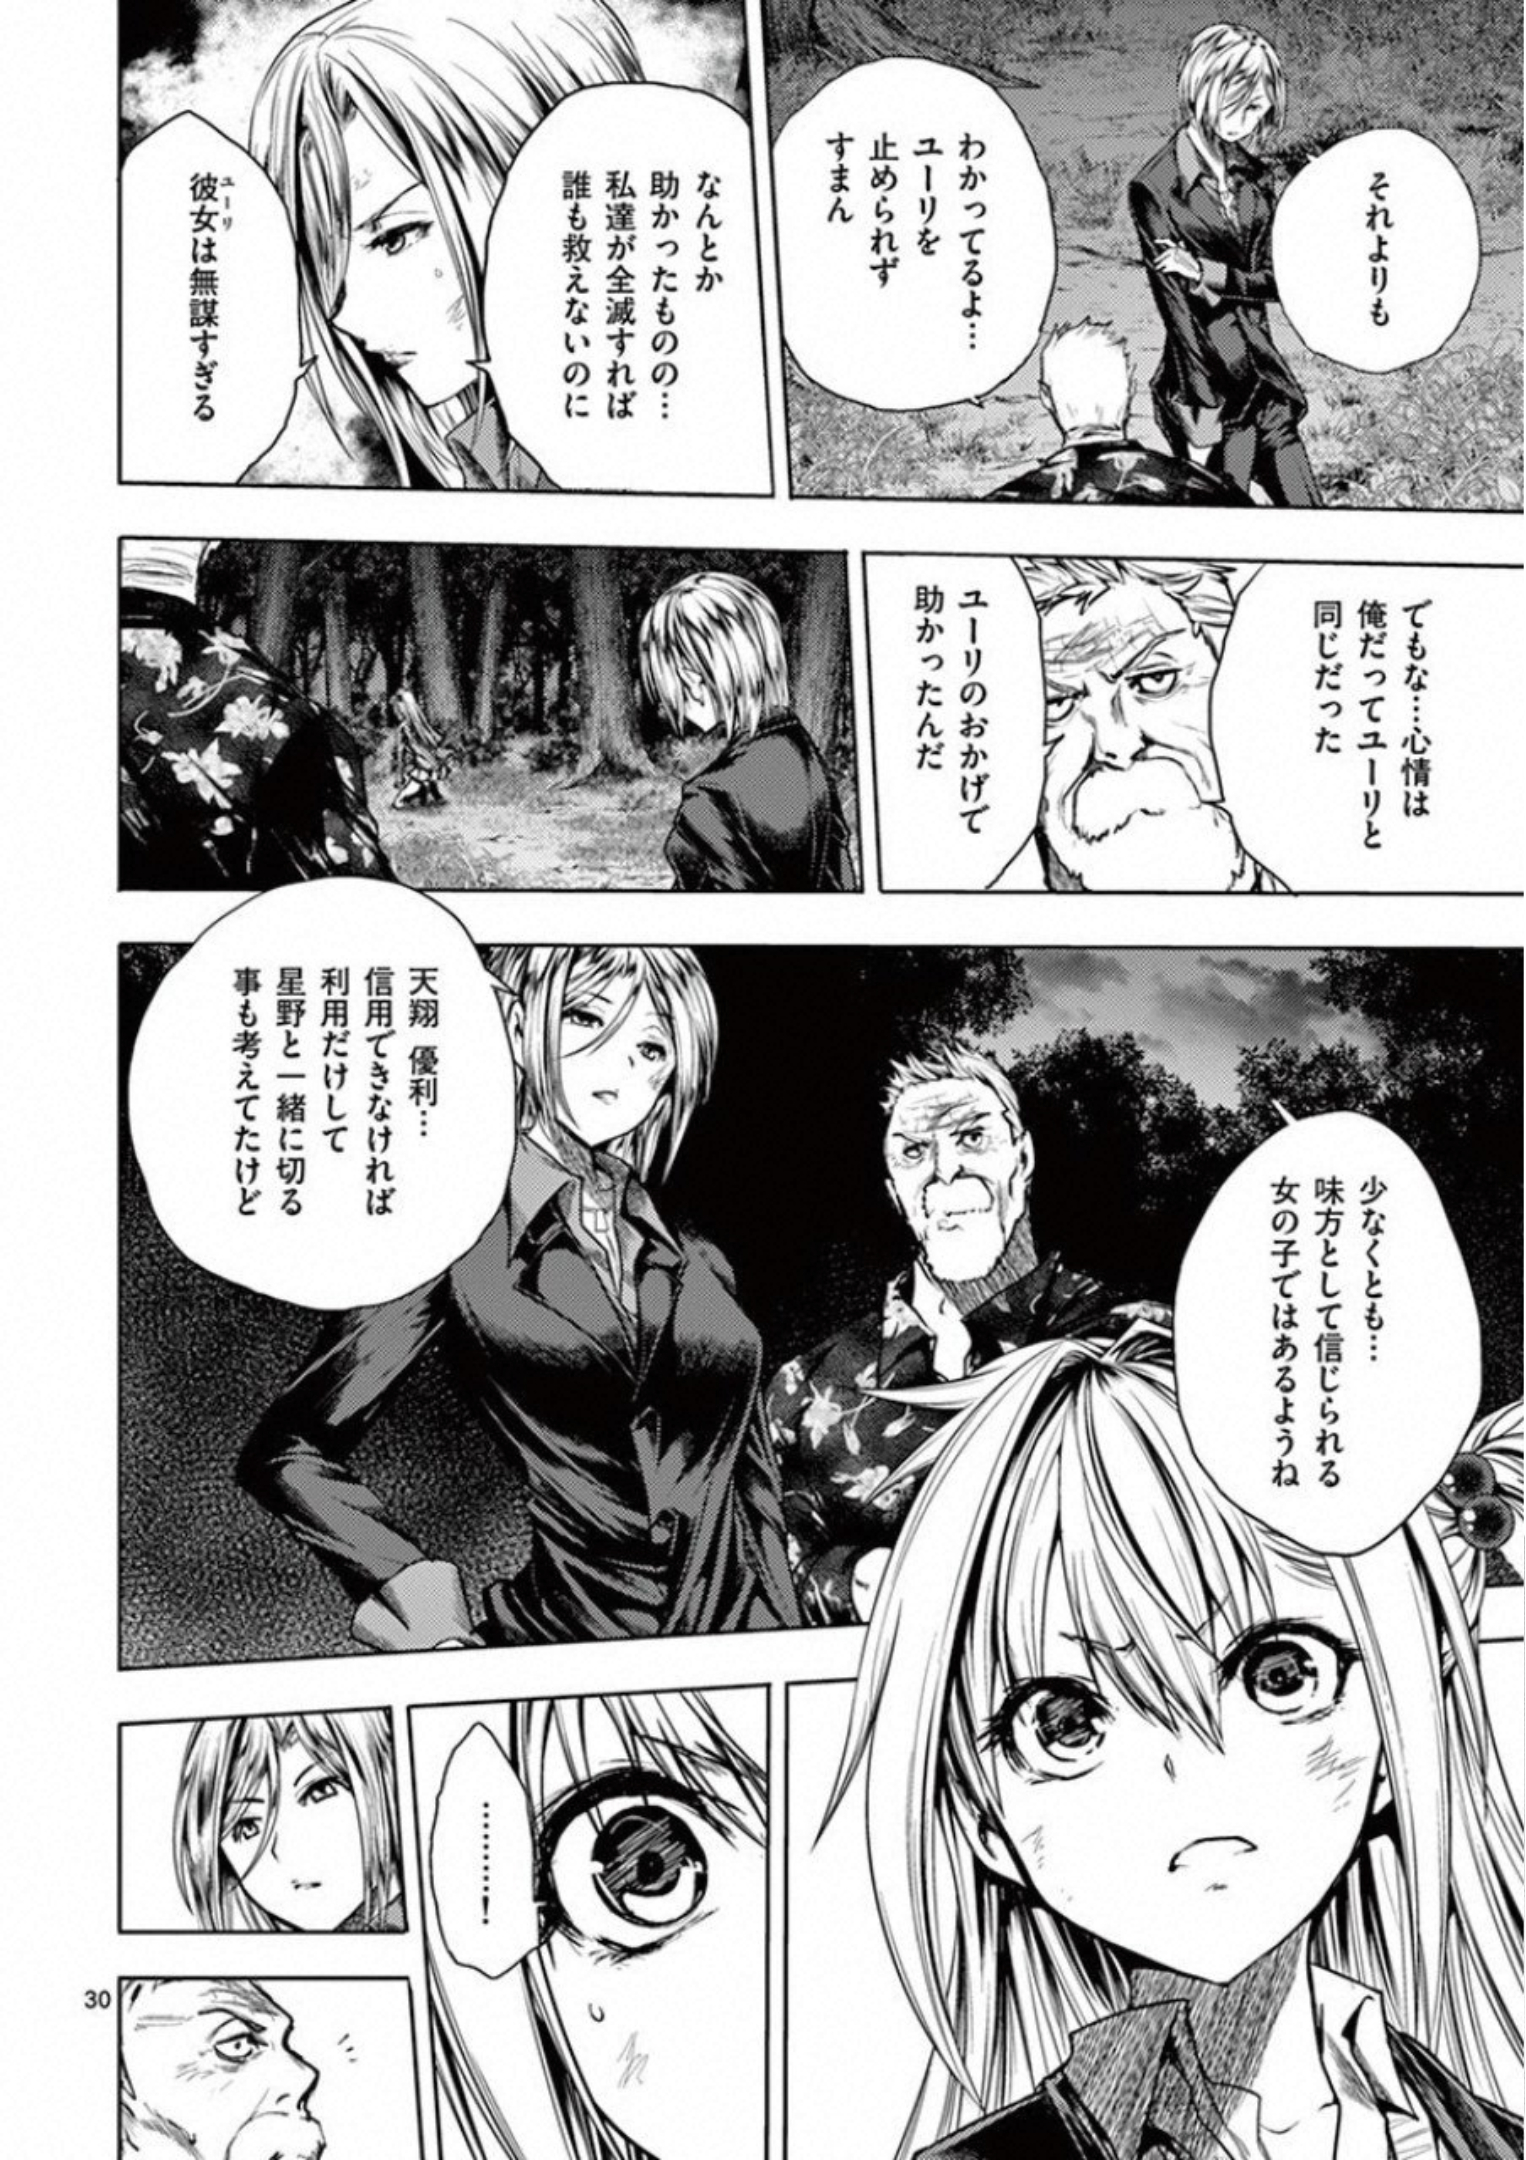 それよりも
わかってるよ…
ユーリを
止められず
すまん
なんとか
助かったものの…
私達が全滅すれば
誰も救えないのに
彼女は無謀すぎる
ユーリ
でもな…心情は
俺だってユーリと
同じだった
ユーリのおかげで
助かったんだ
少なくとも…
味方として信じられる
女の子ではあるようね
天翔 優利…
信用できなければ
利用だけして
星野と一緒に切る
事も考えてたけど
………!
30